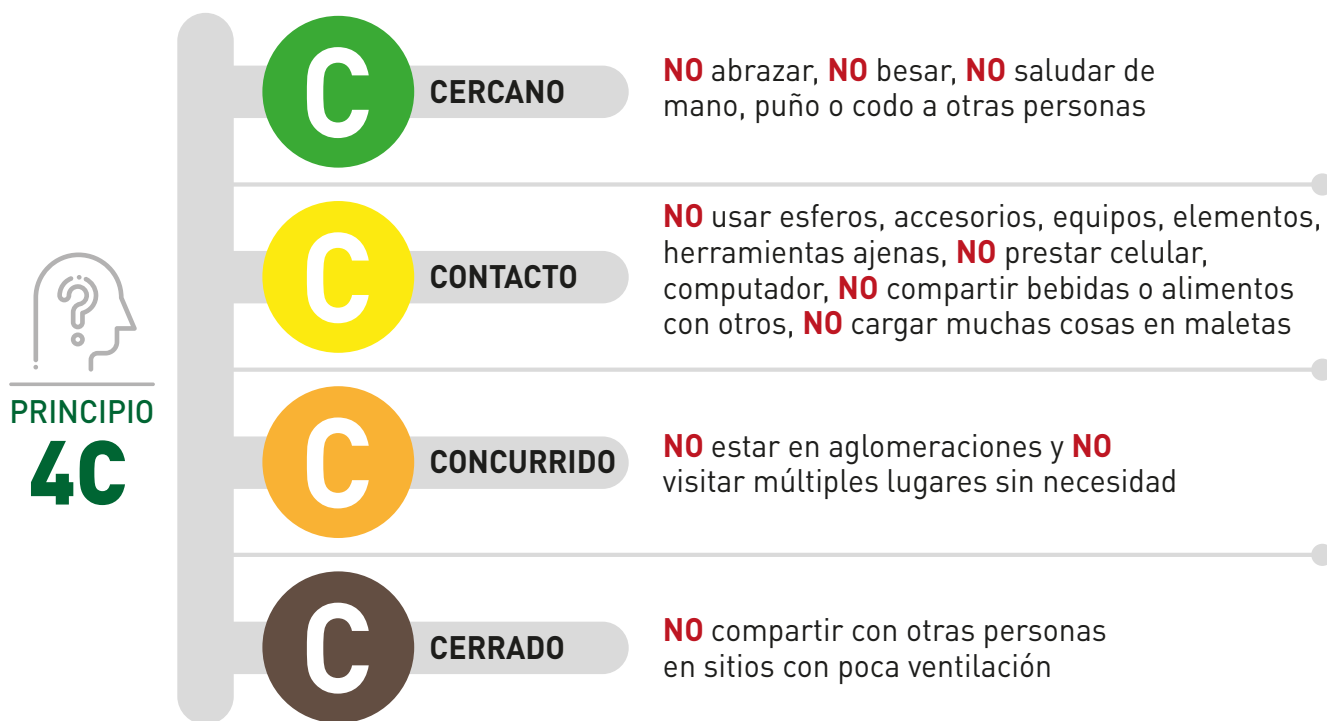 PRINCIPIO
4C
C
CERCANO
NO abrazar, NO besar, NO saludar de
mano, puño o codo a otras personas
C
CONTACTO
NO usar esferos, accesorios, equipos, elementos,
herramientas ajenas, NO prestar celular,
computador, NO compartir bebidas o alimentos
con otros, NO cargar muchas cosas en maletas
C
CONCURRIDO
NO estar en aglomeraciones y NO
visitar múltiples lugares sin necesidad
C
CERRADO
NO compartir con otras personas
en sitios con poca ventilación